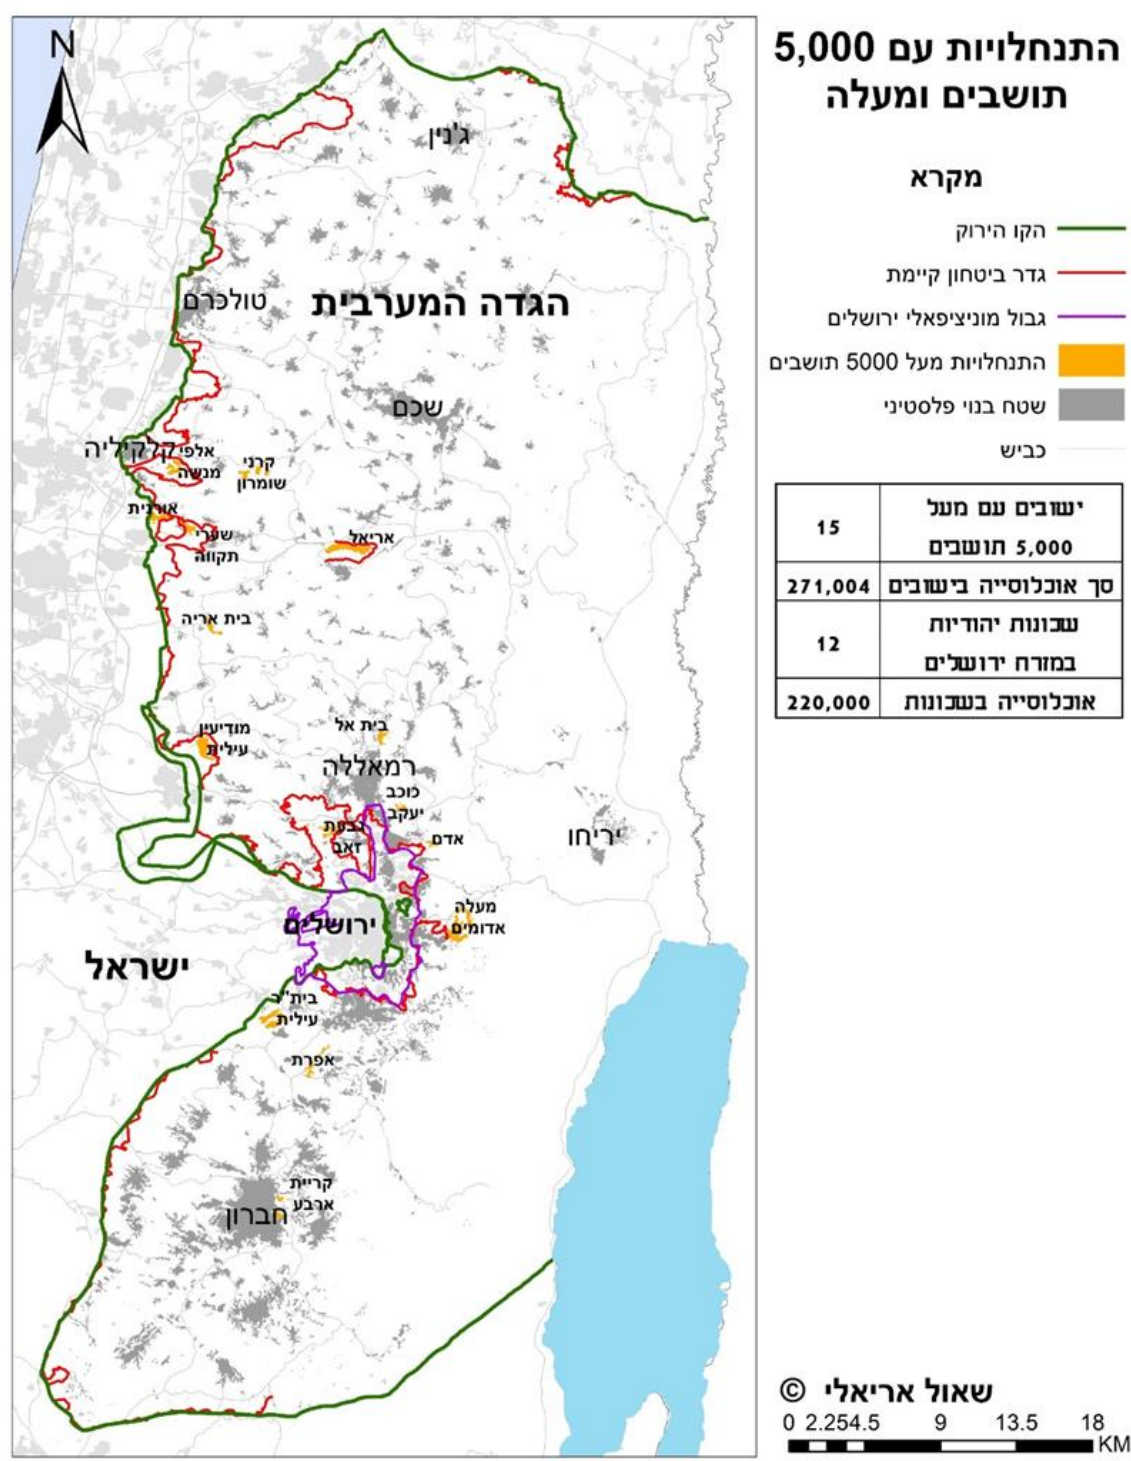 התנחלויות עם 5,000
תושבים ומעלה
מקרא
הקו הירוק
גדר ביטחון קיימת
גבול מוניציפאלי ירושלים
התנחלויות מעל 5000 תושבים
שטח בנוי פלסטיני
כביש
ישובים עם מעל
5,000 תושבים
15
סך אוכלוסייה בישובים 271,004
שכונות יהודיות
במזרח ירושלים
12
אוכלוסייה בשכונות 220,000
N
ג'נין
טולכרם
הגדה המערבית
שכם
קלקיליה
אלפי
מנשה
קרני
שומרון
אורנית
שערי
תקווה
אריאל
בית אריה
מודיעין
עילית
בית אל
רמאללה
כוכב
יעקב
גבעת
זאב
אדם
יריחו
מעלה
אדומים
ירושלים
ישראל
בית"ר
עילית
אפרת
קריית
ארבע
חברון
שאול אריאלי ©
0 2.25 4.5 9 13.5 18
KM